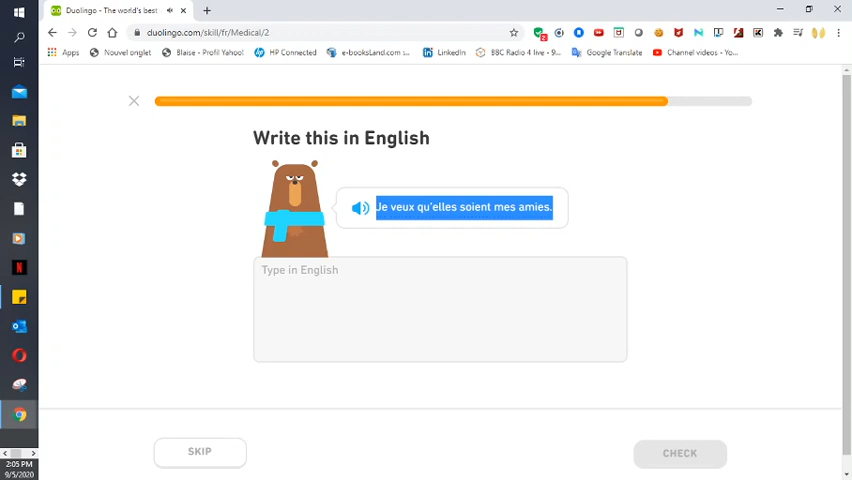 Duolingo - The world's best
duolingo.com/skill/fr/Medical/2
Apps
Nouvel onglet
Blaise - Profil Yahoo!
HP Connected
e-booksLand.com :...
LinkedIn
BBC Radio 4 live - 9...
Google Translate
Channel videos - Yo...
Write this in English
Je veux qu'elles soient mes amies.
Type in English
SKIP
CHECK
2:05 PM
9/5/2020